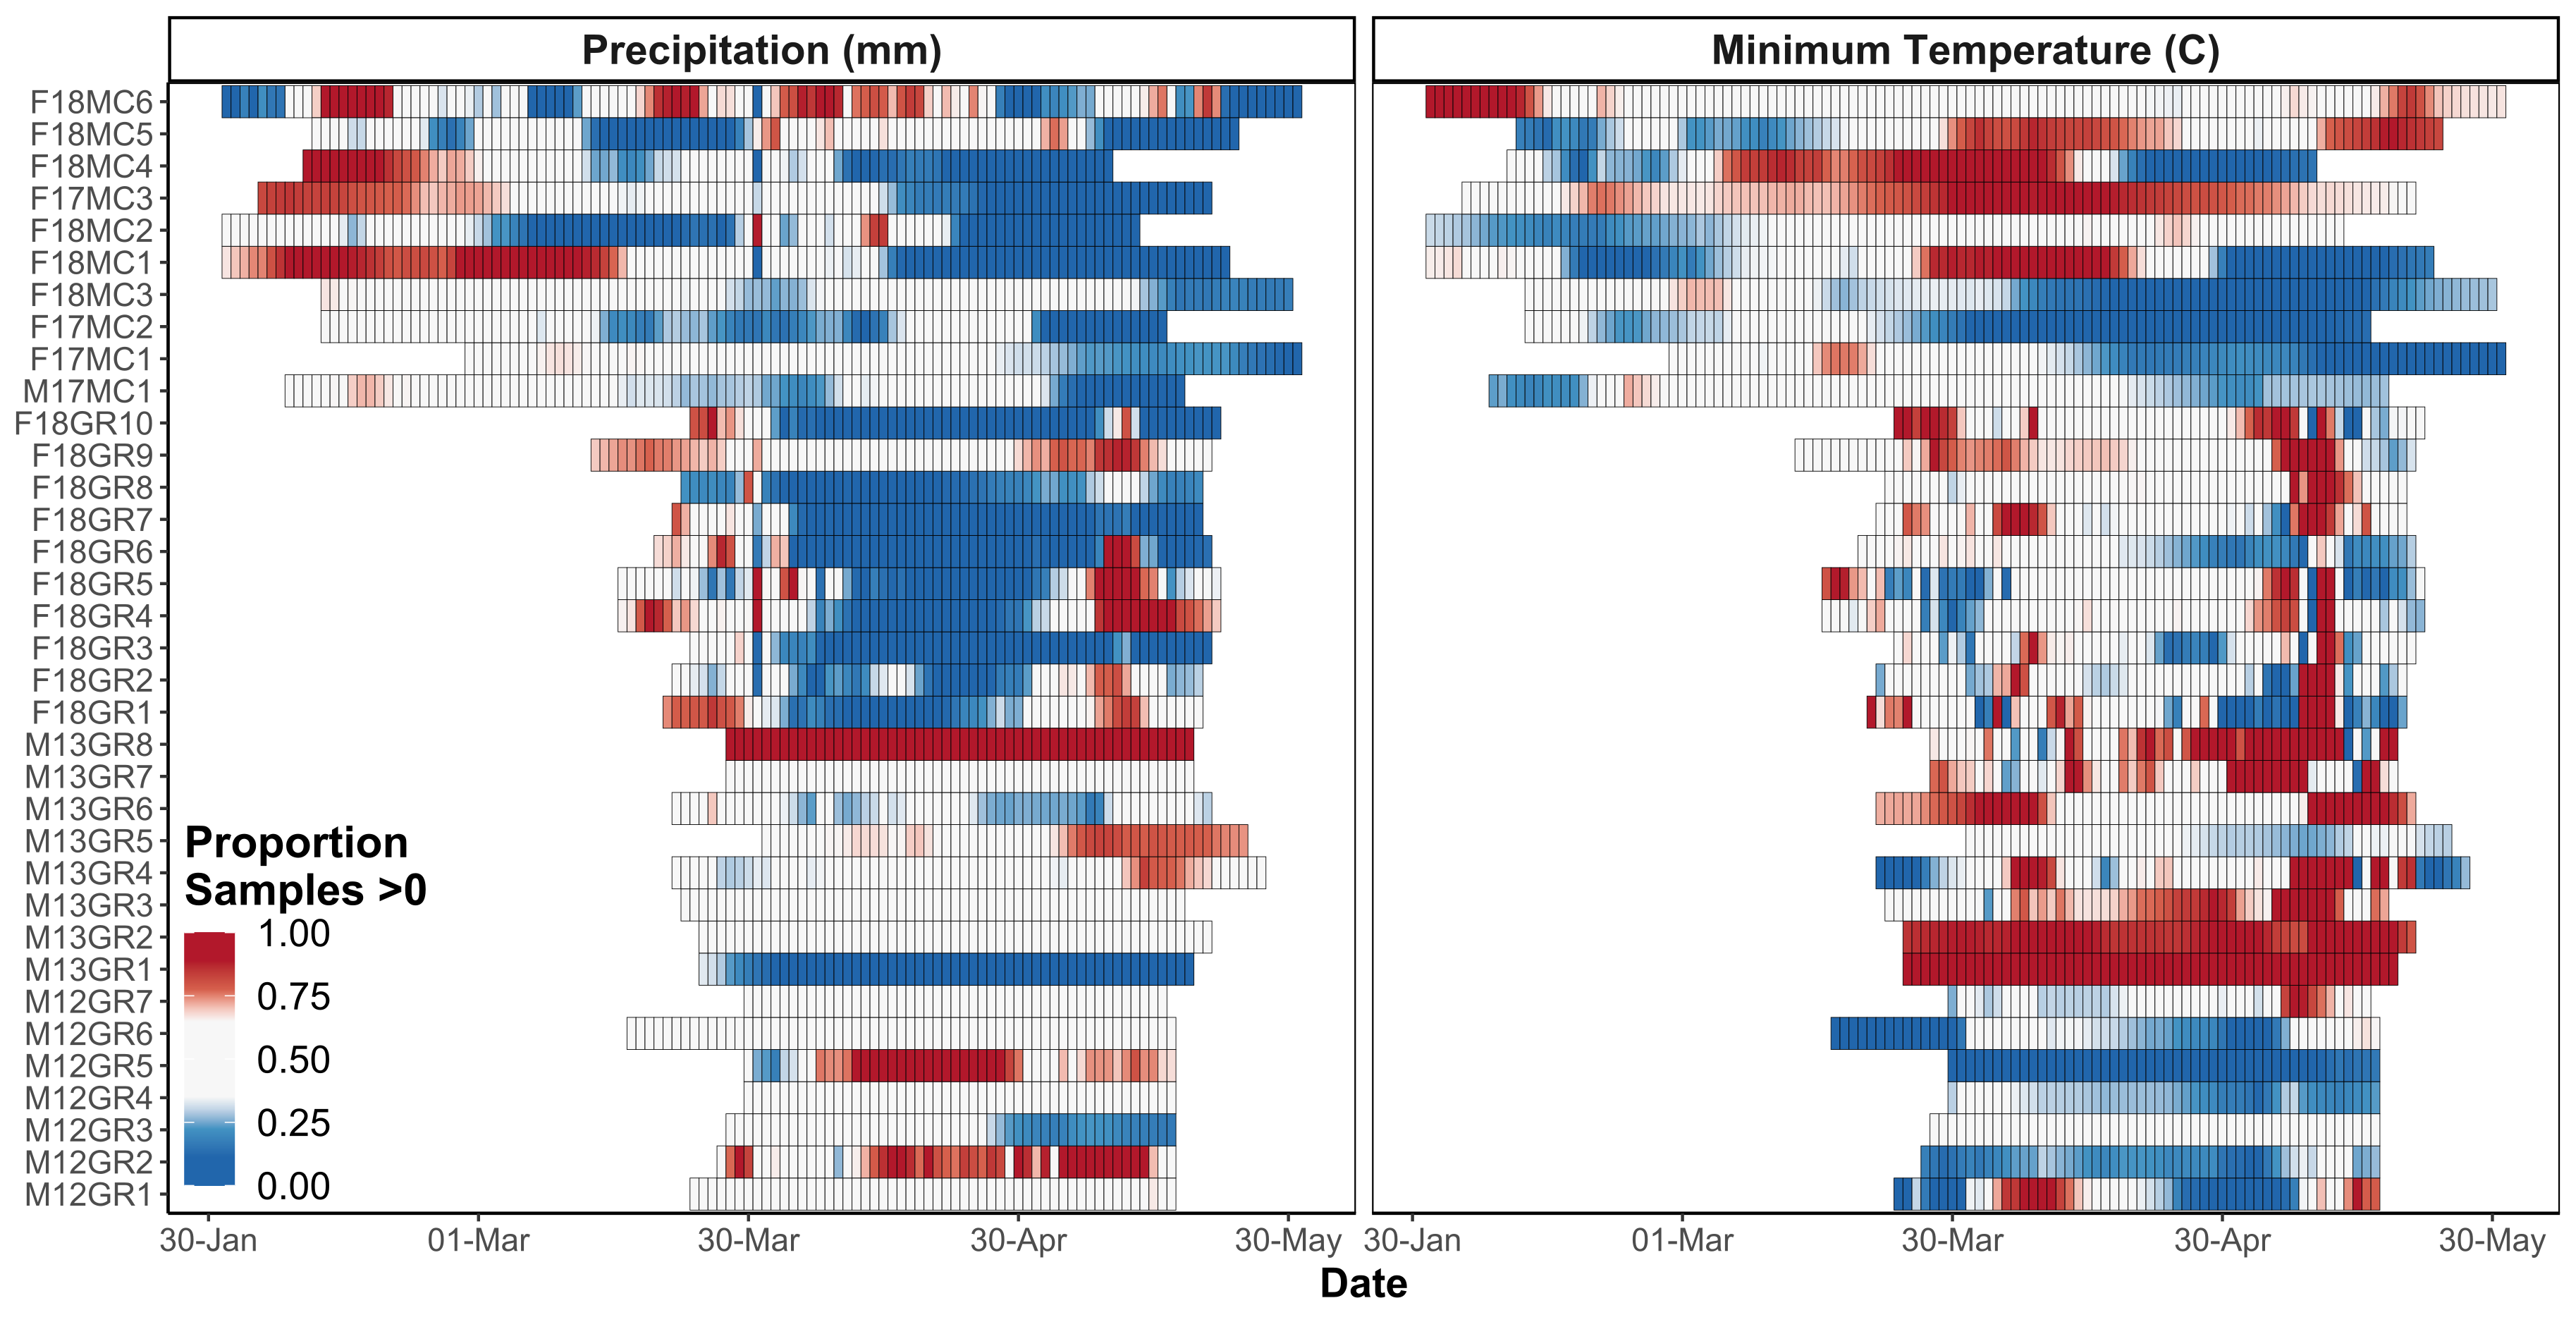 Precipitation (mm)
Minimum Temperature (C)
F18MC6
F18MC5
F18MC4
F17MC3
F18MC2
F18MC1
F18MC3
F17MC2
F17MC1
M17MC1
F18GR10
F18GR9
F18GR8
F18GR7
F18GR6
F18GR5
F18GR4
F18GR3
F18GR2
F18GR1
M13GR8
M13GR7
M13GR6
M13GR5
M13GR4
M13GR3
M13GR2
M13GR1
M12GR7
M12GR6
M12GR5
M12GR4
M12GR3
M12GR2
M12GR1
Proportion
Samples >0
1.00
0.75
0.50
0.25
0.00
30-Jan 01-Mar 30-Mar 30-Apr 30-May
30-Jan 01-Mar 30-Mar 30-Apr 30-May
Date